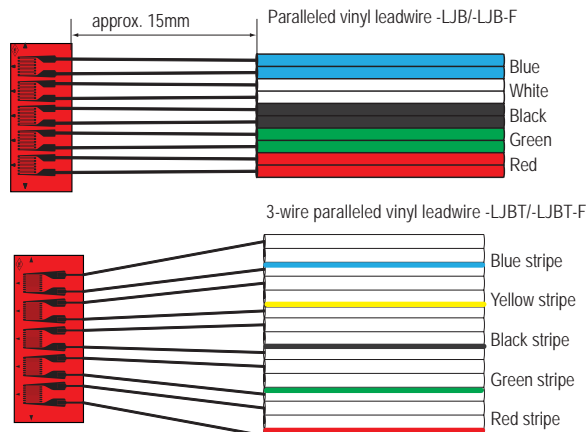 approx. 15mm
Paralleled vinyl leadwire -LJB/-LJB-F
Blue
White
Black
Green
Red
3-wire paralleled vinyl leadwire -LJBT/-LJBT-F
Blue stripe
Yellow stripe
Black stripe
Green stripe
Red stripe